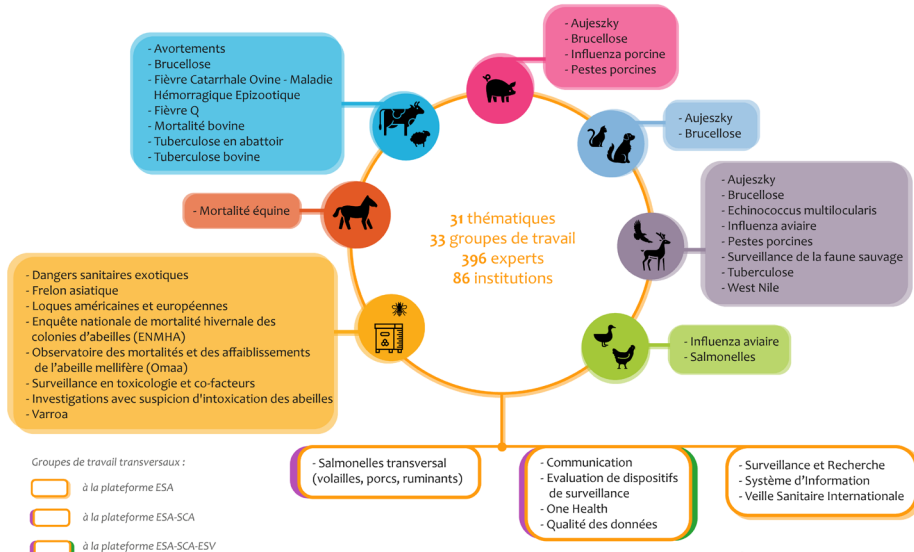 - Aujeszky
- Brucellose
- Influenza porcine
- Pestes porcines
- Avortements
- Brucellose
- Fièvre Catarrhale Ovine - Maladie
Hémorragique Epizootique
- Fièvre Q
- Mortalité bovine
- Tuberculose en abattoir
- Tuberculose bovine
- Aujeszky
- Brucellose
- Mortalité équine
- Aujeszky
- Brucellose
- Echinococcus multilocularis
- Influenza aviaire
- Pestes porcines
- Surveillance de la faune sauvage
- Tuberculose
- West Nile
31 thématiques
33 groupes de travail
396 experts
86 institutions
- Dangers sanitaires exotiques
- Frelon asiatique
- Loques américaines et européennes
- Enquête nationale de mortalité hivernale des
colonies d'abeilles (ENMHA)
- Observatoire des mortalités et des affaiblissements
de l'abeille mellifère (Omaa)
- Surveillance en toxicologie et co-facteurs
- Investigations avec suspicion d'intoxication des abeilles
- Varroa
- Influenza aviaire
- Salmonelles
- Salmonelles transversal
(volailles, porcs, ruminants)
- Communication
- Evaluation de dispositifs
de surveillance
- One Health
- Qualité des données
- Surveillance et Recherche
- Système d'Information
- Veille Sanitaire Internationale
Groupes de travail transversaux :
à la plateforme ESA
à la plateforme ESA-SCA
à la plateforme ESA-SCA-ESV